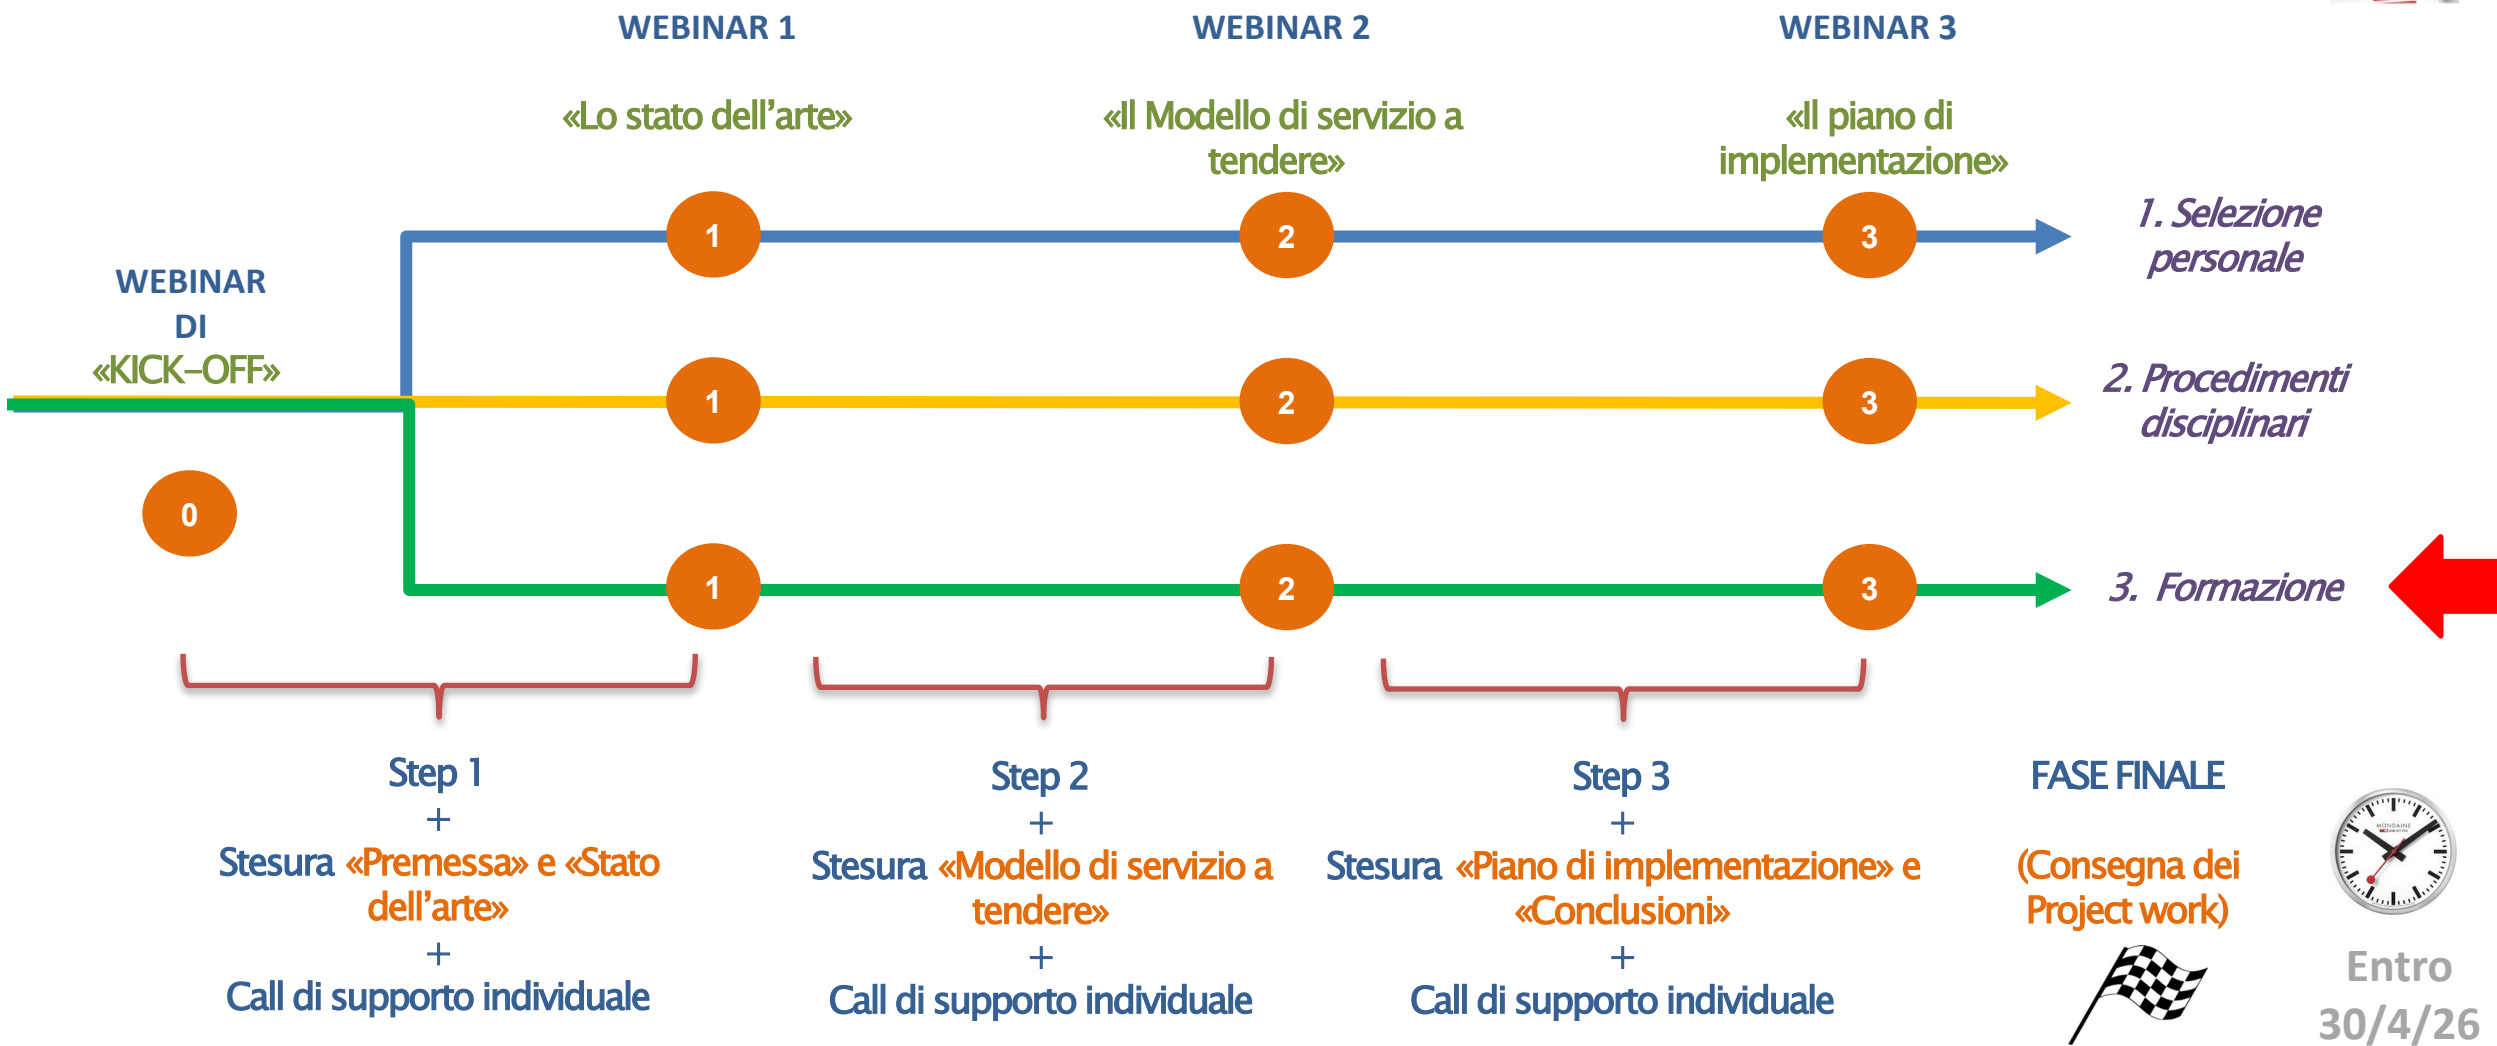 WEBINAR 1
WEBINAR 2
WEBINAR 3
«Lo stato dell'arte»
«Il Modello di servizio a
tendere»
«Il piano di
implementazione»
WEBINAR
DI
«KICK-OFF»
0
1
2
3
1. Selezione
personale
1
2
3
2. Procedimenti
disciplinari
1
2
3
3. Formazione
Step 1
+
Stesura «Premessa» e «Stato
dell'arte»
+
Call di supporto individuale
Step 2
+
Stesura «Modello di servizio a
tendere»
+
Call di supporto individuale
Step 3
+
Stesura «Piano di implementazione» e
«Conclusioni»
+
Call di supporto individuale
FASE FINALE
(Consegna dei
Project work)
MONDAINE
Entro
30/4/26